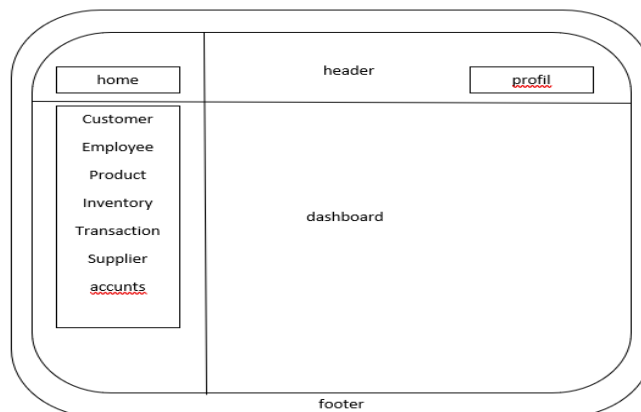 home
header
profil
Customer
Employee
Product
Inventory
Transaction
Supplier
accunts
dashboard
footer